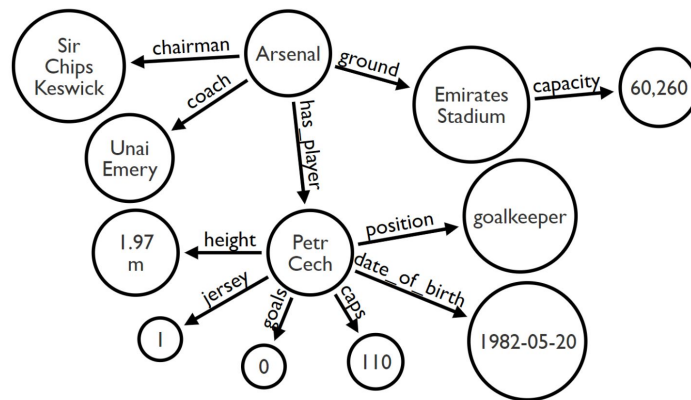 Sir
Chips
Keswick
chairman
Arsenal
ground
Emirates
Stadium
capacity
60,260
coach
Unai
Emery
has_player
Petr
Cech
position
goalkeeper
height
1.97
m
date_of_birth
1982-05-20
jersey
1
goals
0
caps
110